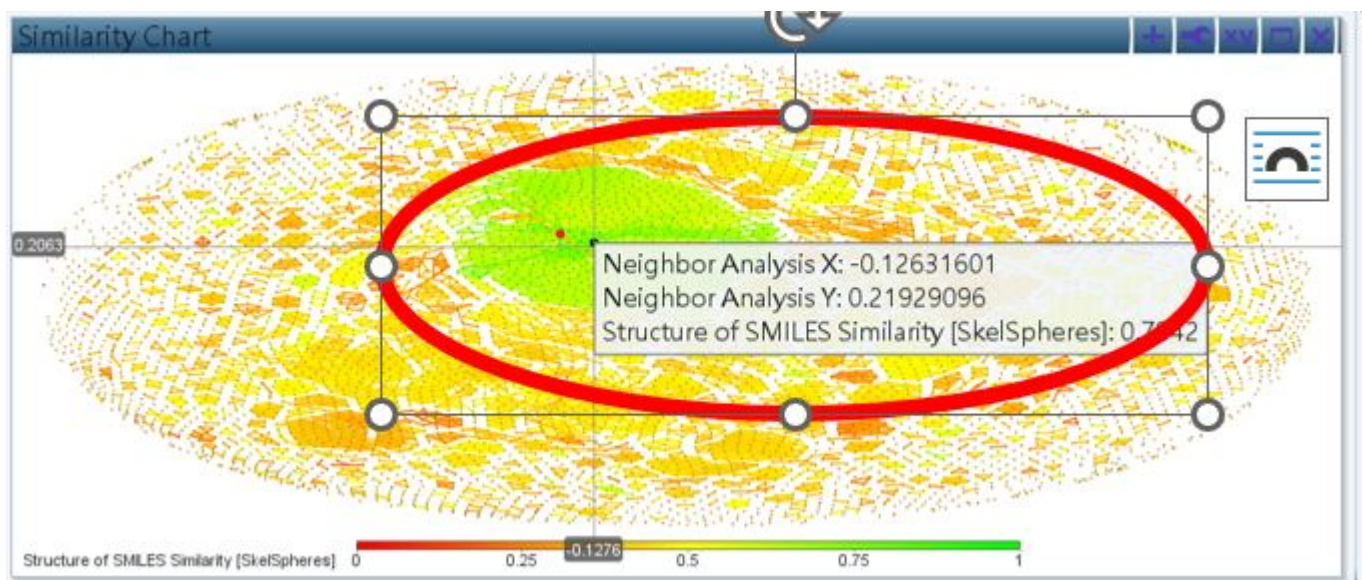 Similarity Chart
XY
0.2063
Neighbor Analysis X: -0.12631601
Neighbor Analysis Y: 0.21929096
Structure of SMILES Similarity [SkelSpheres]:
-0.1276
Structure of SMILES Similarity [SkelSpheres]
0 0.25 0.5 0.75 1